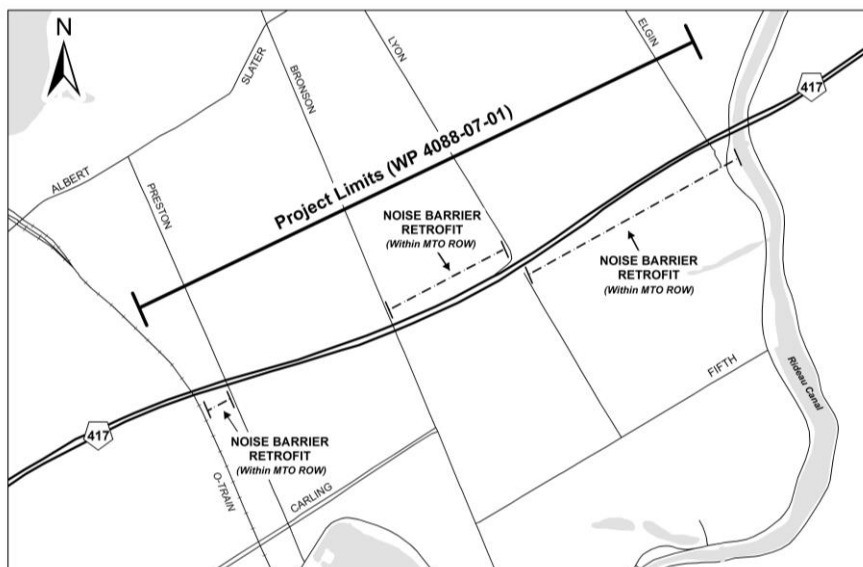 N
SLATER
BRONSON
LYON
ELGIN
417
Project Limits (WP 4088-07-01)
ALBERT
PRESTON
NOISE BARRIER
RETROFIT
(Within MTO ROW)
NOISE BARRIER
RETROFIT
(Within MTO ROW)
FIFTH
Rideau Canal
417
NOISE BARRIER
RETROFIT
(Within MTO ROW)
O-TRAIN
CARLING